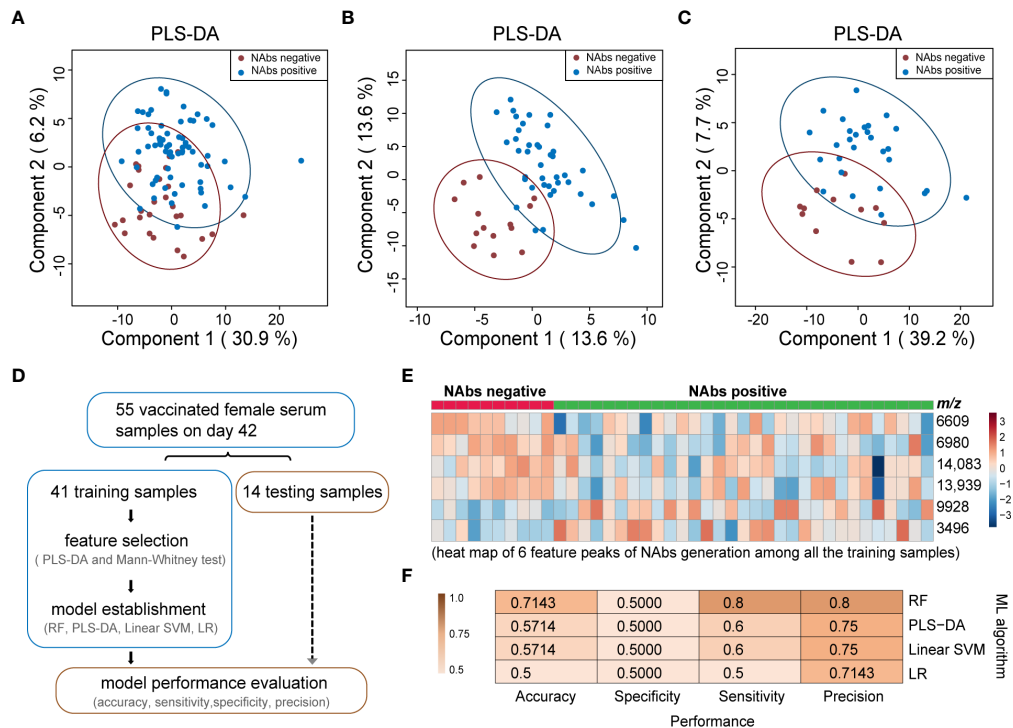 A
PLS-DA
NAbs negative
NAbs positive
Component 2 ( 6.2 %)
10
5
0
-5
-10
-10
0
10
20
Component 1 ( 30.9 %)
B
PLS-DA
NAbs negative
NAbs positive
Component 2 ( 13.6 %)
15
10
5
0
-5
-10
-15
-10
-5
0
5
10
Component 1 ( 13.6 %)
C
PLS-DA
NAbs negative
NAbs positive
Component 2 ( 7.7 %)
10
5
0
-5
-10
-20
-10
0
10
20
Component 1 ( 39.2 %)
D
55 vaccinated female serum
samples on day 42
41 training samples
14 testing samples
feature selection
( PLS-DA and Mann-Whitney test)
model establishment
(RF, PLS-DA, Linear SVM, LR)
model performance evaluation
(accuracy, sensitivity,specificity, precision)
E
NAbs negative
NAbs positive
m/z
6609
6980
14,083
13,939
9928
3496
3
2
1
0
−1
−2
−3
(heat map of 6 feature peaks of NAbs generation among all the training samples)
F
1.0
0.75
0.5
0.7143 0.5000 0.8 0.8 RF
0.5714 0.5000 0.6 0.75 PLS−DA
0.5714 0.5000 0.6 0.75 Linear SVM
0.5 0.5000 0.5 0.7143 LR
Accuracy Specificity Sensitivity Precision
Performance
ML algorithm